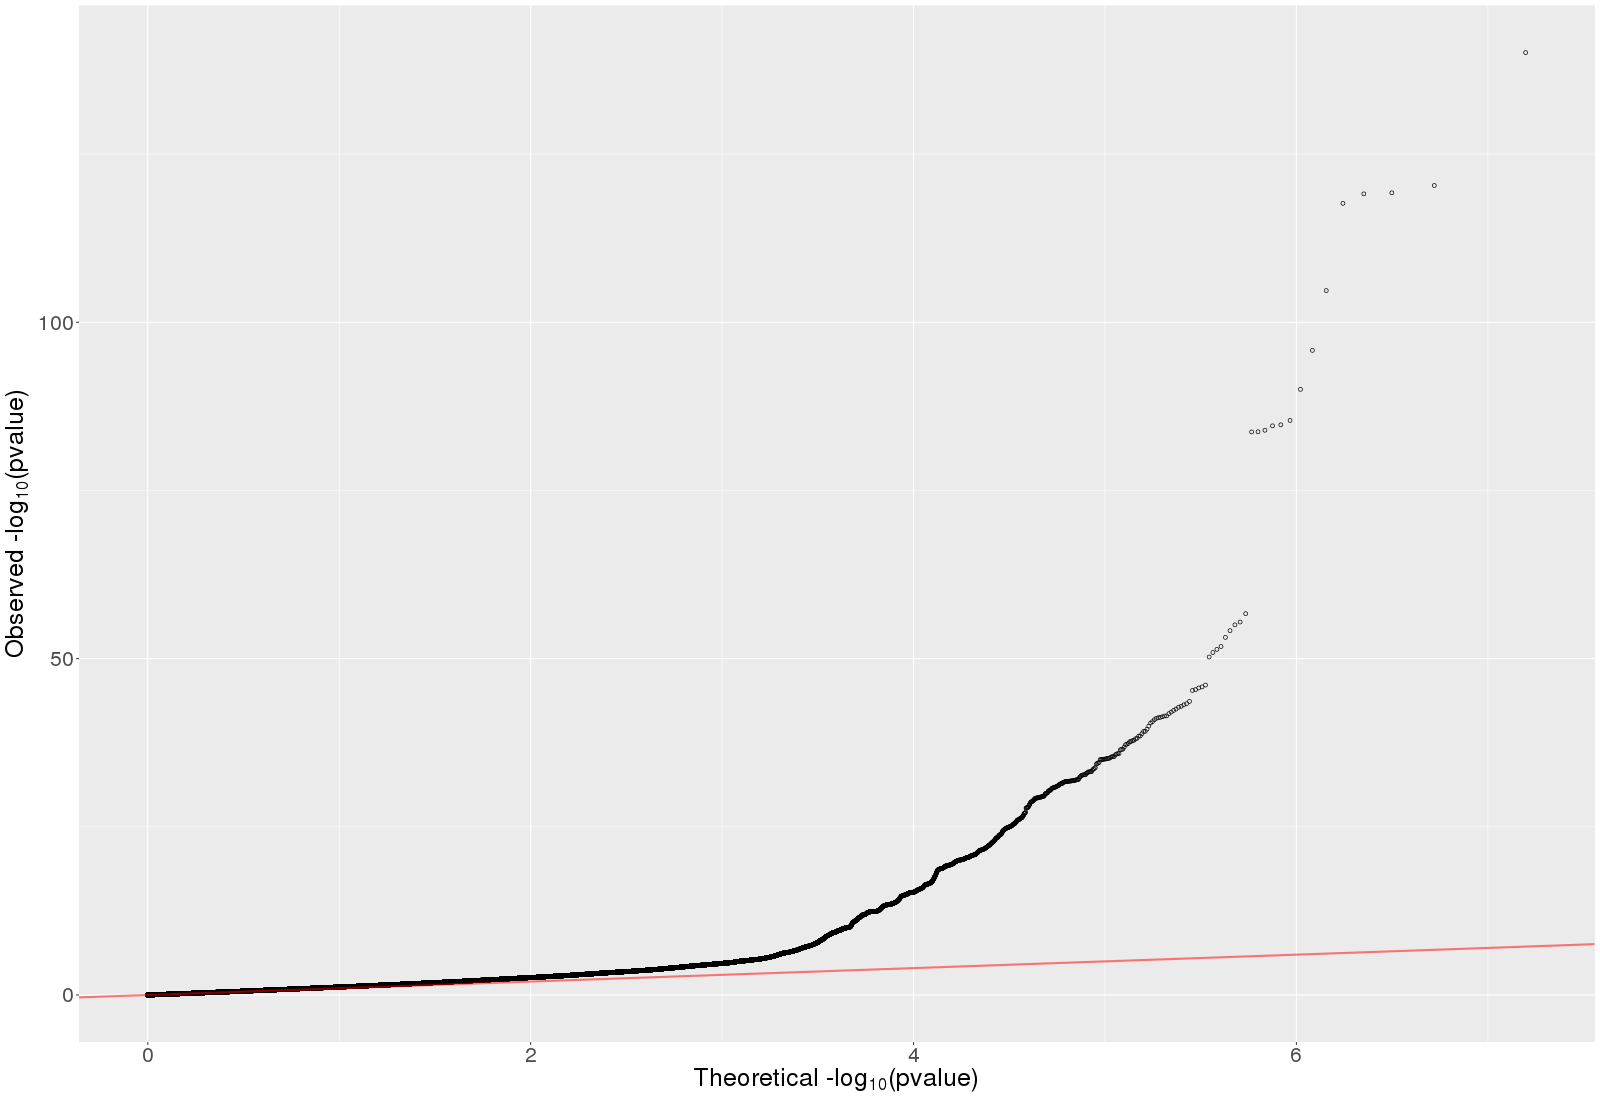 Observed -log₁₀(pvalue)
100
50
0
0 2 4 6
Theoretical -log₁₀(pvalue)